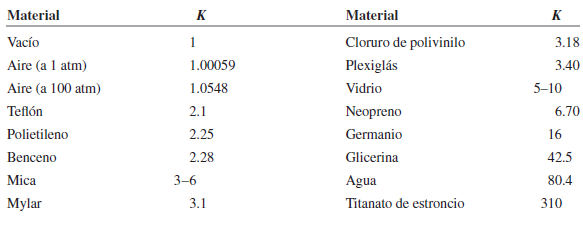 Material K Material K
Vacío 1 Cloruro de polivinilo 3.18
Aire (a 1 atm) 1.00059 Plexiglás 3.40
Aire (a 100 atm) 1.0548 Vidrio 5–10
Teflón 2.1 Neopreno 6.70
Polietileno 2.25 Germanio 16
Benceno 2.28 Glicerina 42.5
Mica 3–6 Agua 80.4
Mylar 3.1 Titanato de estroncio 310